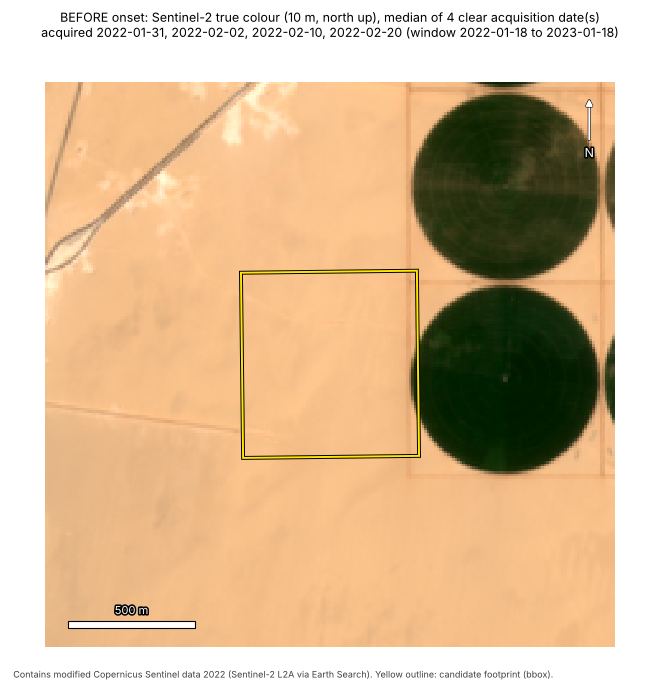 BEFORE onset: Sentinel-2 true colour (10 m, north up), median of 4 clear acquisition date(s)
acquired 2022-01-31, 2022-02-02, 2022-02-10, 2022-02-20 (window 2022-01-18 to 2023-01-18)
N
500 m
Contains modified Copernicus Sentinel data 2022 (Sentinel-2 L2A via Earth Search). Yellow outline: candidate footprint (bbox).